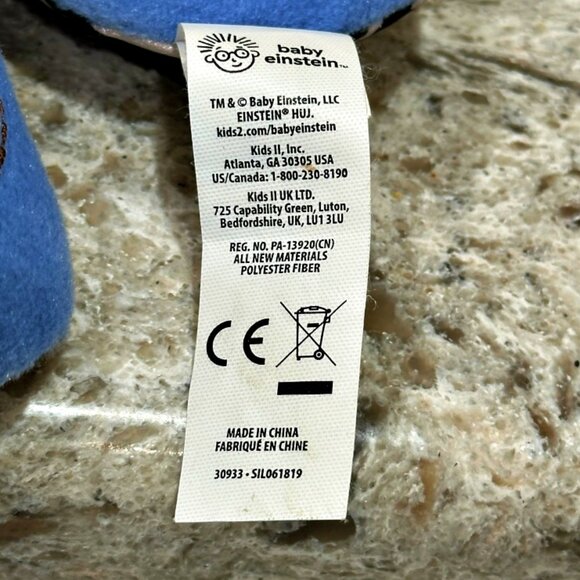 baby
einstein™
TM & © Baby Einstein, LLC
EINSTEIN® HUJ.
kids2.com/babyeinstein
Kids II, Inc.
Atlanta, GA 30305 USA
US/Canada: 1-800-230-8190
Kids II UK LTD.
725 Capability Green, Luton,
Bedfordshire, UK, LU1 3LU
REG. NO. PA-13920(CN)
ALL NEW MATERIALS
POLYESTER FIBER
CE
MADE IN CHINA
FABRIQUÉ EN CHINE
30933 • SIL061819